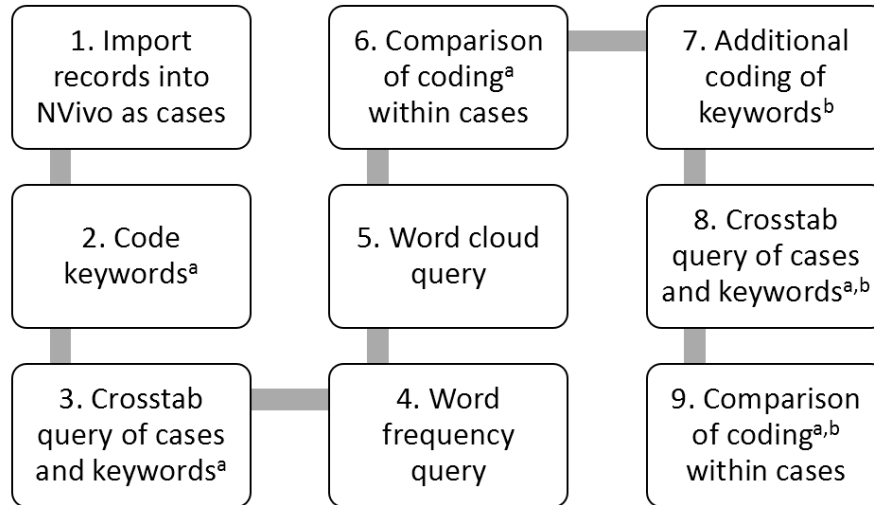 1. Import
records into
NVivo as cases
2. Code
keywordsᵃ
3. Crosstab
query of cases
and keywordsᵃ
4. Word
frequency
query
5. Word cloud
query
6. Comparison
of codingᵃ
within cases
7. Additional
coding of
keywordsᵇ
8. Crosstab
query of cases
and keywordsᵃ,ᵇ
9. Comparison
of codingᵃ,ᵇ
within cases